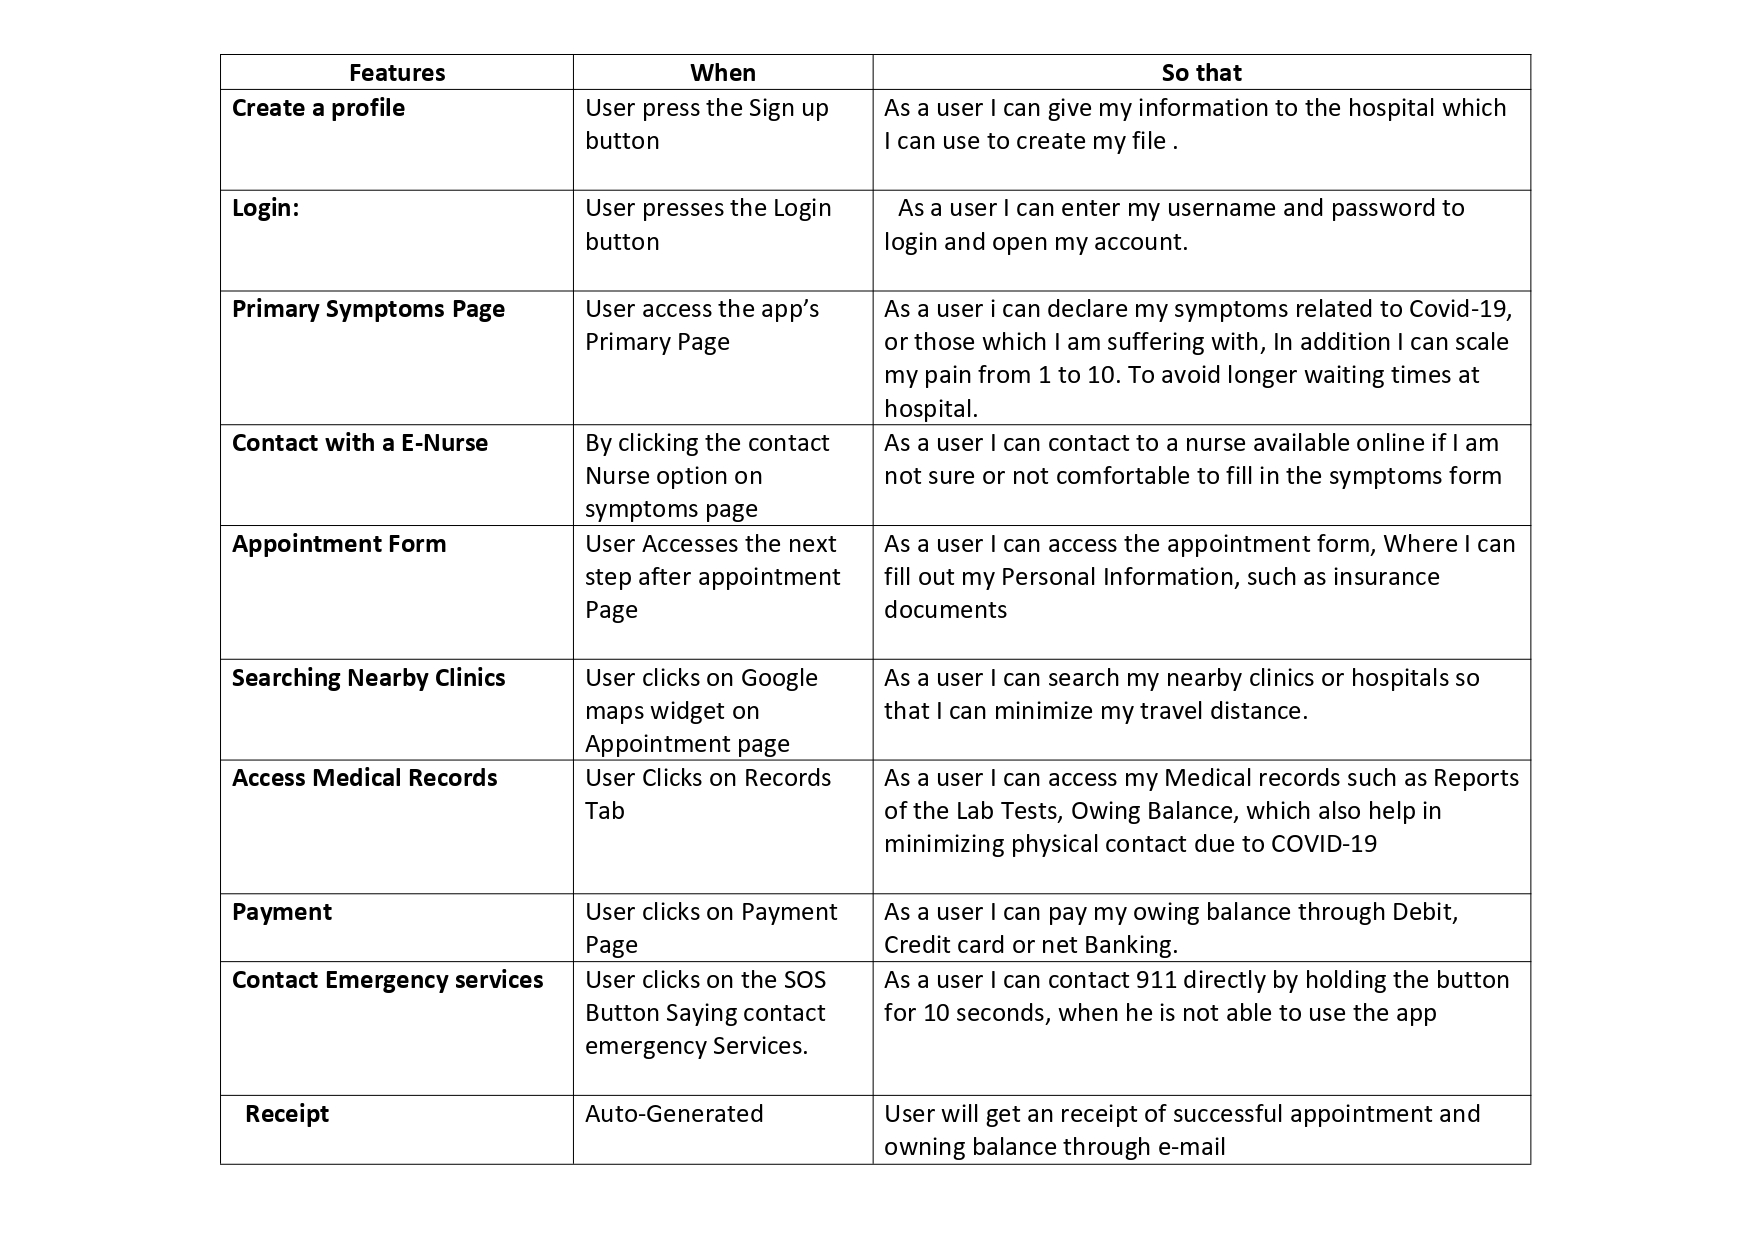 Features When So that
Create a profile
User press the Sign up
button
As a user I can give my information to the hospital which
I can use to create my file .
Login:
User presses the Login
button
As a user I can enter my username and password to
login and open my account.
Primary Symptoms Page
User access the app’s
Primary Page
As a user i can declare my symptoms related to Covid-19,
or those which I am suffering with, In addition I can scale
my pain from 1 to 10. To avoid longer waiting times at
hospital.
Contact with a E-Nurse
By clicking the contact
Nurse option on
symptoms page
As a user I can contact to a nurse available online if I am
not sure or not comfortable to fill in the symptoms form
Appointment Form
User Accesses the next
step after appointment
Page
As a user I can access the appointment form, Where I can
fill out my Personal Information, such as insurance
documents
Searching Nearby Clinics
User clicks on Google
maps widget on
Appointment page
As a user I can search my nearby clinics or hospitals so
that I can minimize my travel distance.
Access Medical Records
User Clicks on Records
Tab
As a user I can access my Medical records such as Reports
of the Lab Tests, Owing Balance, which also help in
minimizing physical contact due to COVID-19
Payment
User clicks on Payment
Page
As a user I can pay my owing balance through Debit,
Credit card or net Banking.
Contact Emergency services
User clicks on the SOS
Button Saying contact
emergency Services.
As a user I can contact 911 directly by holding the button
for 10 seconds, when he is not able to use the app
Receipt
Auto-Generated
User will get an receipt of successful appointment and
owning balance through e-mail